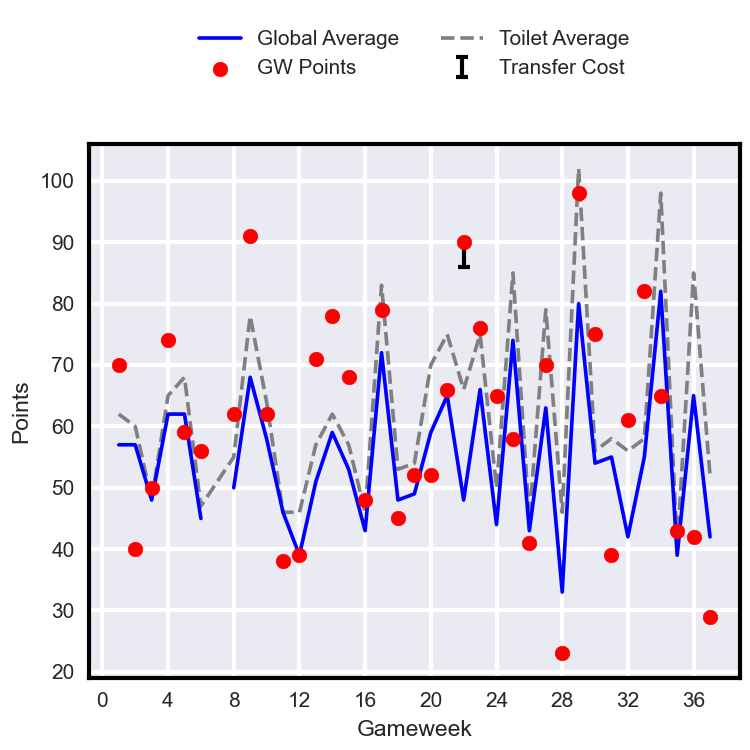 Global Average
Toilet Average
GW Points
Transfer Cost
100
90
80
70
60
50
40
30
20
Points
0 4 8 12 16 20 24 28 32 36
Gameweek